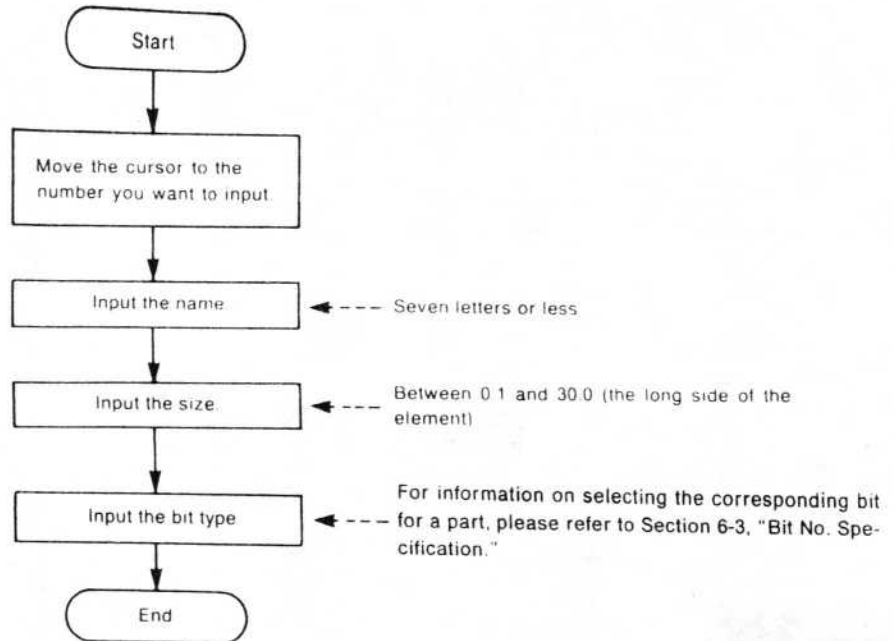 Start
Move the cursor to the
number you want to input.
Input the name
Seven letters or less
Input the size.
Between 0.1 and 30.0 (the long side of the
element)
Input the bit type
For information on selecting the corresponding bit
for a part, please refer to Section 6-3, "Bit No. Spe-
cification."
End